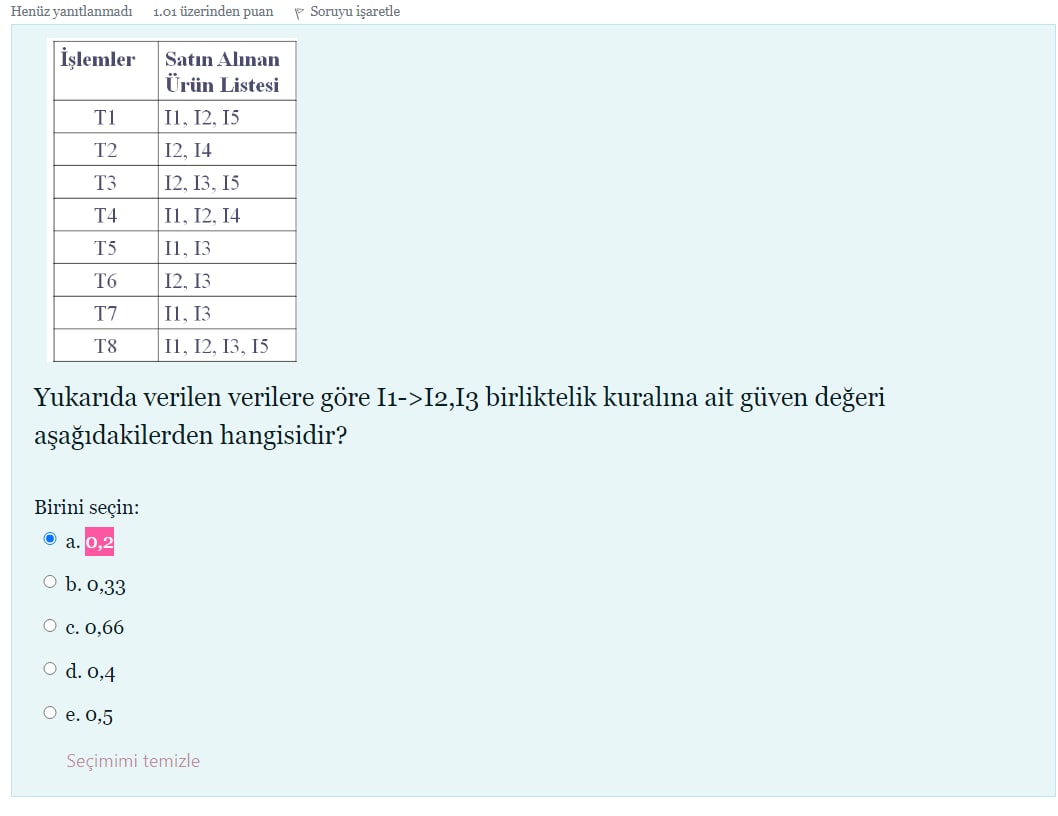 Henüz yanıtlanmadı 1.01 üzerinden puan Soruyu işaretle
İşlemler Satın Alınan
Ürün Listesi
T1 I1, I2, I5
T2 I2, I4
T3 I2, I3, I5
T4 I1, I2, I4
T5 I1, I3
T6 I2, I3
T7 I1, I3
T8 I1, I2, I3, I5
Yukarıda verilen verilere göre I1->I2,I3 birliktelik kuralına ait güven değeri
aşağıdakilerden hangisidir?
Birini seçin:
a. 0,2
b. 0,33
c. 0,66
d. 0,4
e. 0,5
Seçimimi temizle